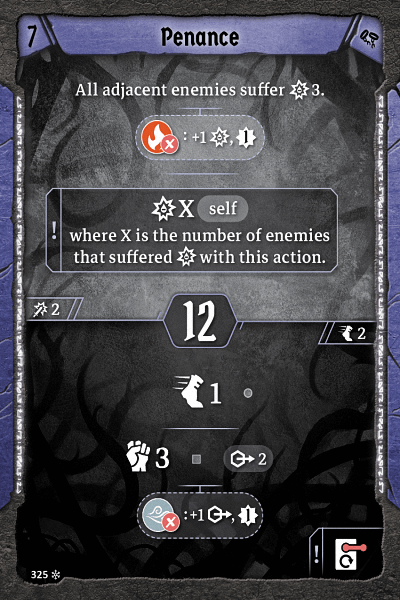 7
Penance
All adjacent enemies suffer 3.
: +1 ,
X self
! where X is the number of enemies
that suffered with this action.
2
12
2
1
3 2
:+1 ,
!
325